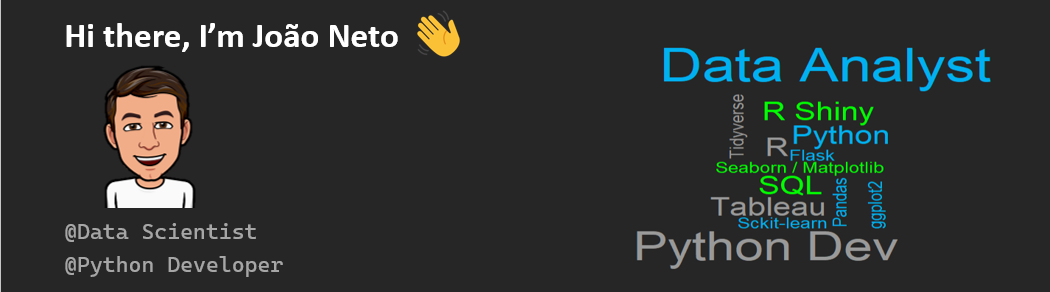 Hi there, I’m João Neto
@Data Scientist
@Python Developer
Data Analyst
Tidyverse
R Shiny
Python
R
Flask
Seaborn / Matplotlib
SQL
Pandas
ggplot2
Tableau
Sckit-learn
Python Dev